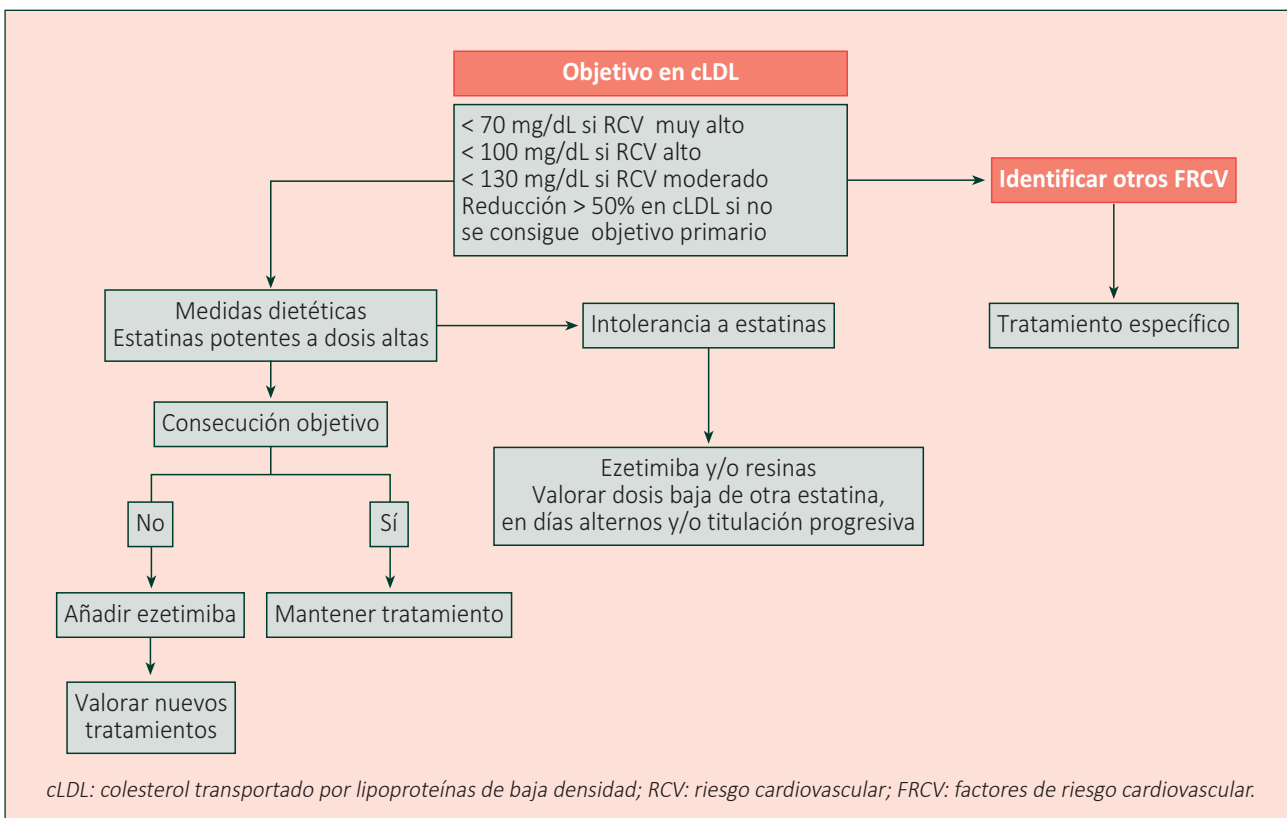 Objetivo en cLDL
< 70 mg/dL si RCV muy alto
< 100 mg/dL si RCV alto
< 130 mg/dL si RCV moderado
Reducción > 50% en cLDL si no
se consigue objetivo primario
Identificar otros FRCV
Medidas dietéticas
Estatinas potentes a dosis altas
Intolerancia a estatinas
Tratamiento específico
Consecución objetivo
Ezetimiba y/o resinas
Valorar dosis baja de otra estatina,
en días alternos y/o titulación progresiva
No
Sí
Añadir ezetimiba
Mantener tratamiento
Valorar nuevos
tratamientos
cLDL: colesterol transportado por lipoproteínas de baja densidad; RCV: riesgo cardiovascular; FRCV: factores de riesgo cardiovascular.